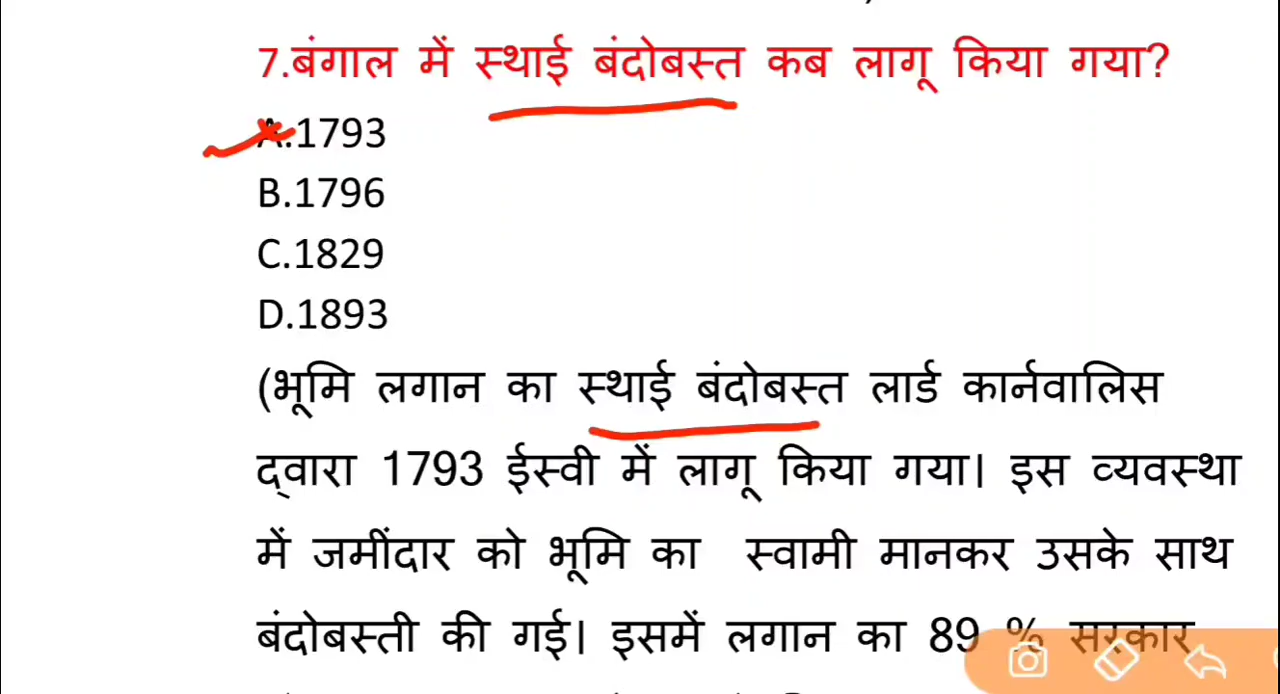 7.बंगाल में स्थाई बंदोबस्त कब लागू किया गया?
A.1793
B.1796
C.1829
D.1893
(भूमि लगान का स्थाई बंदोबस्त लार्ड कार्नवालिस
द्वारा 1793 ईस्वी में लागू किया गया। इस व्यवस्था
में जमींदार को भूमि का स्वामी मानकर उसके साथ
बंदोबस्ती की गई। इसमें लगान का 89 % सरकार